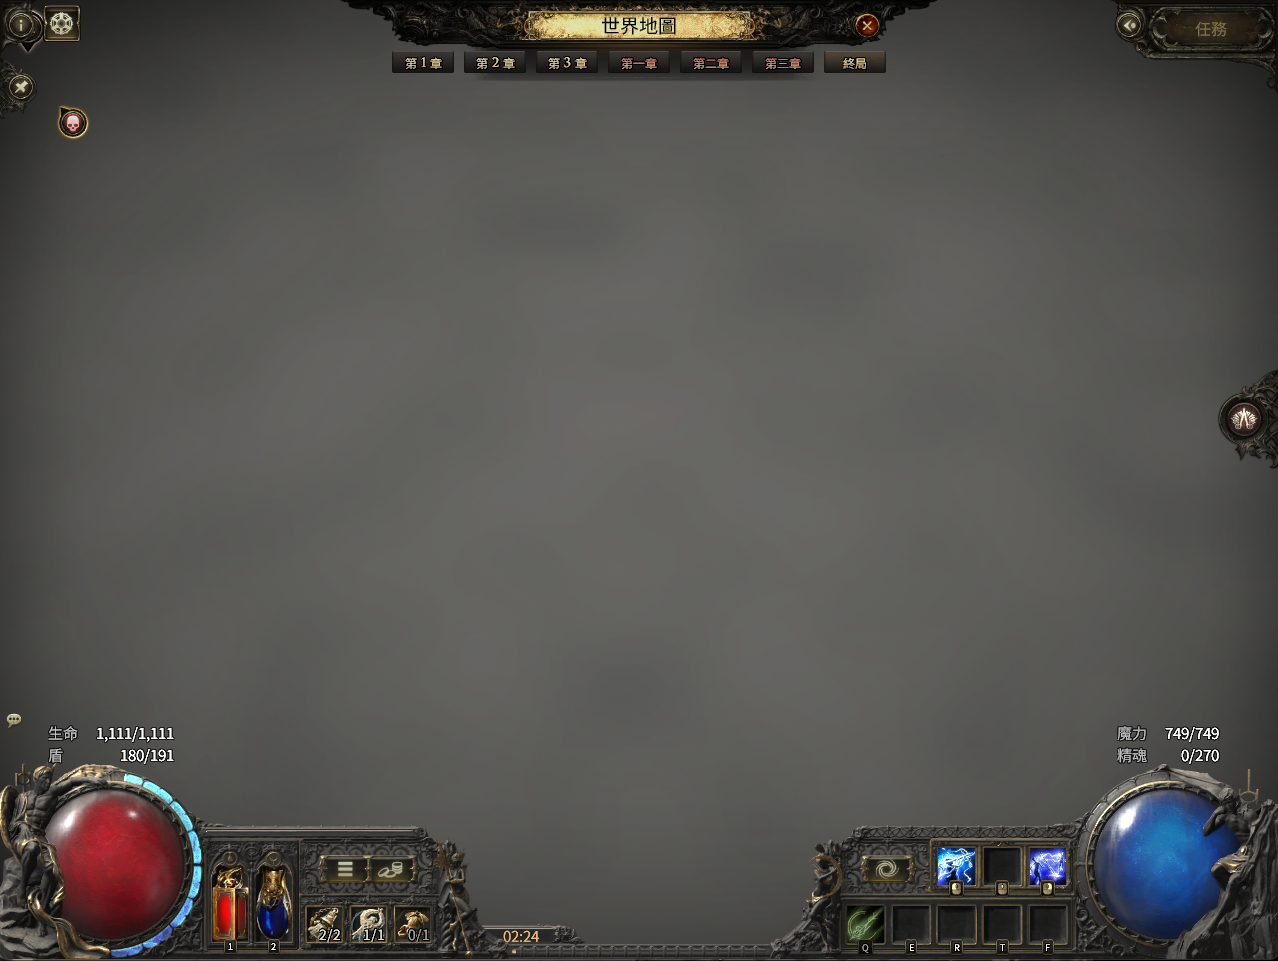 世界地圖
任務
第 1 章
第 2 章
第 3 章
第一章
第二章
第三章
終局
生命 1,111/1,111
盾 180/191
魔力 749/749
精魂 0/270
1
2
2/2
1/1
0/1
02:24
Q
E
R
T
F